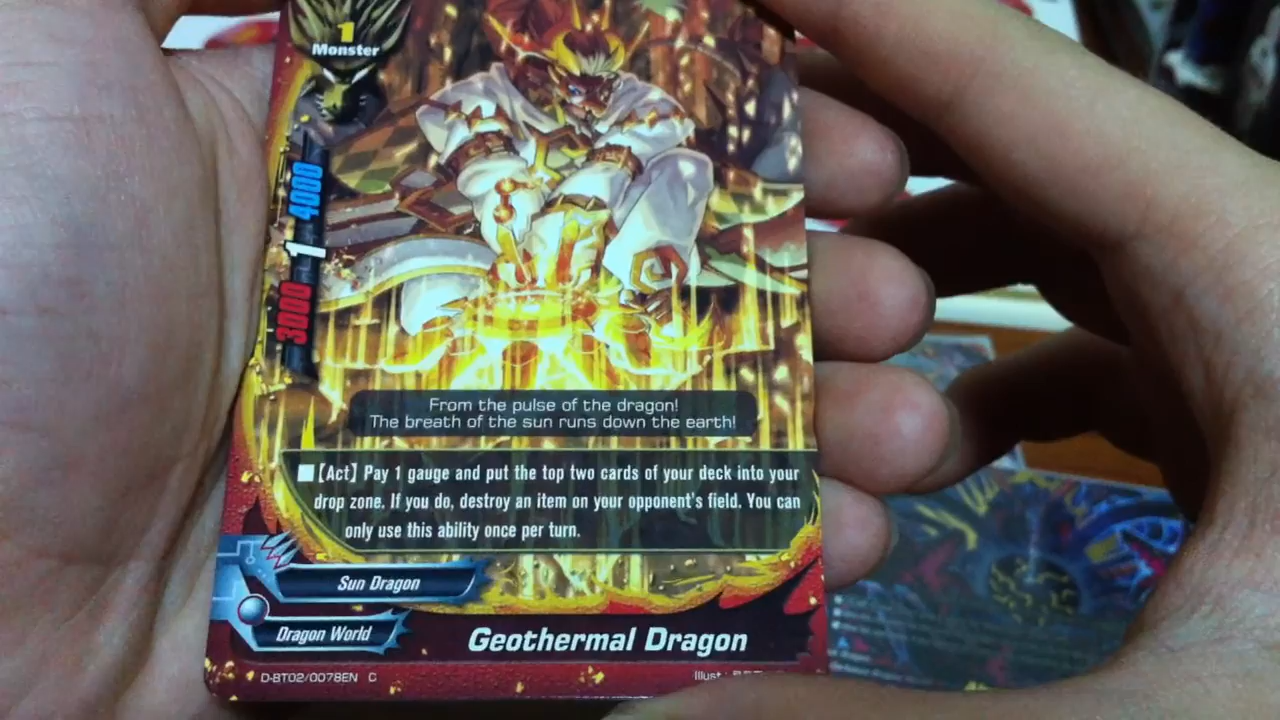 1
Monster
4000
1
3000
From the pulse of the dragon!
The breath of the sun runs down the earth!
■【Act】 Pay 1 gauge and put the top two cards of your deck into your
drop zone. If you do, destroy an item on your opponent's field. You can
only use this ability once per turn.
Sun Dragon
Dragon World
Geothermal Dragon
D-BT02/0078EN C
Illust